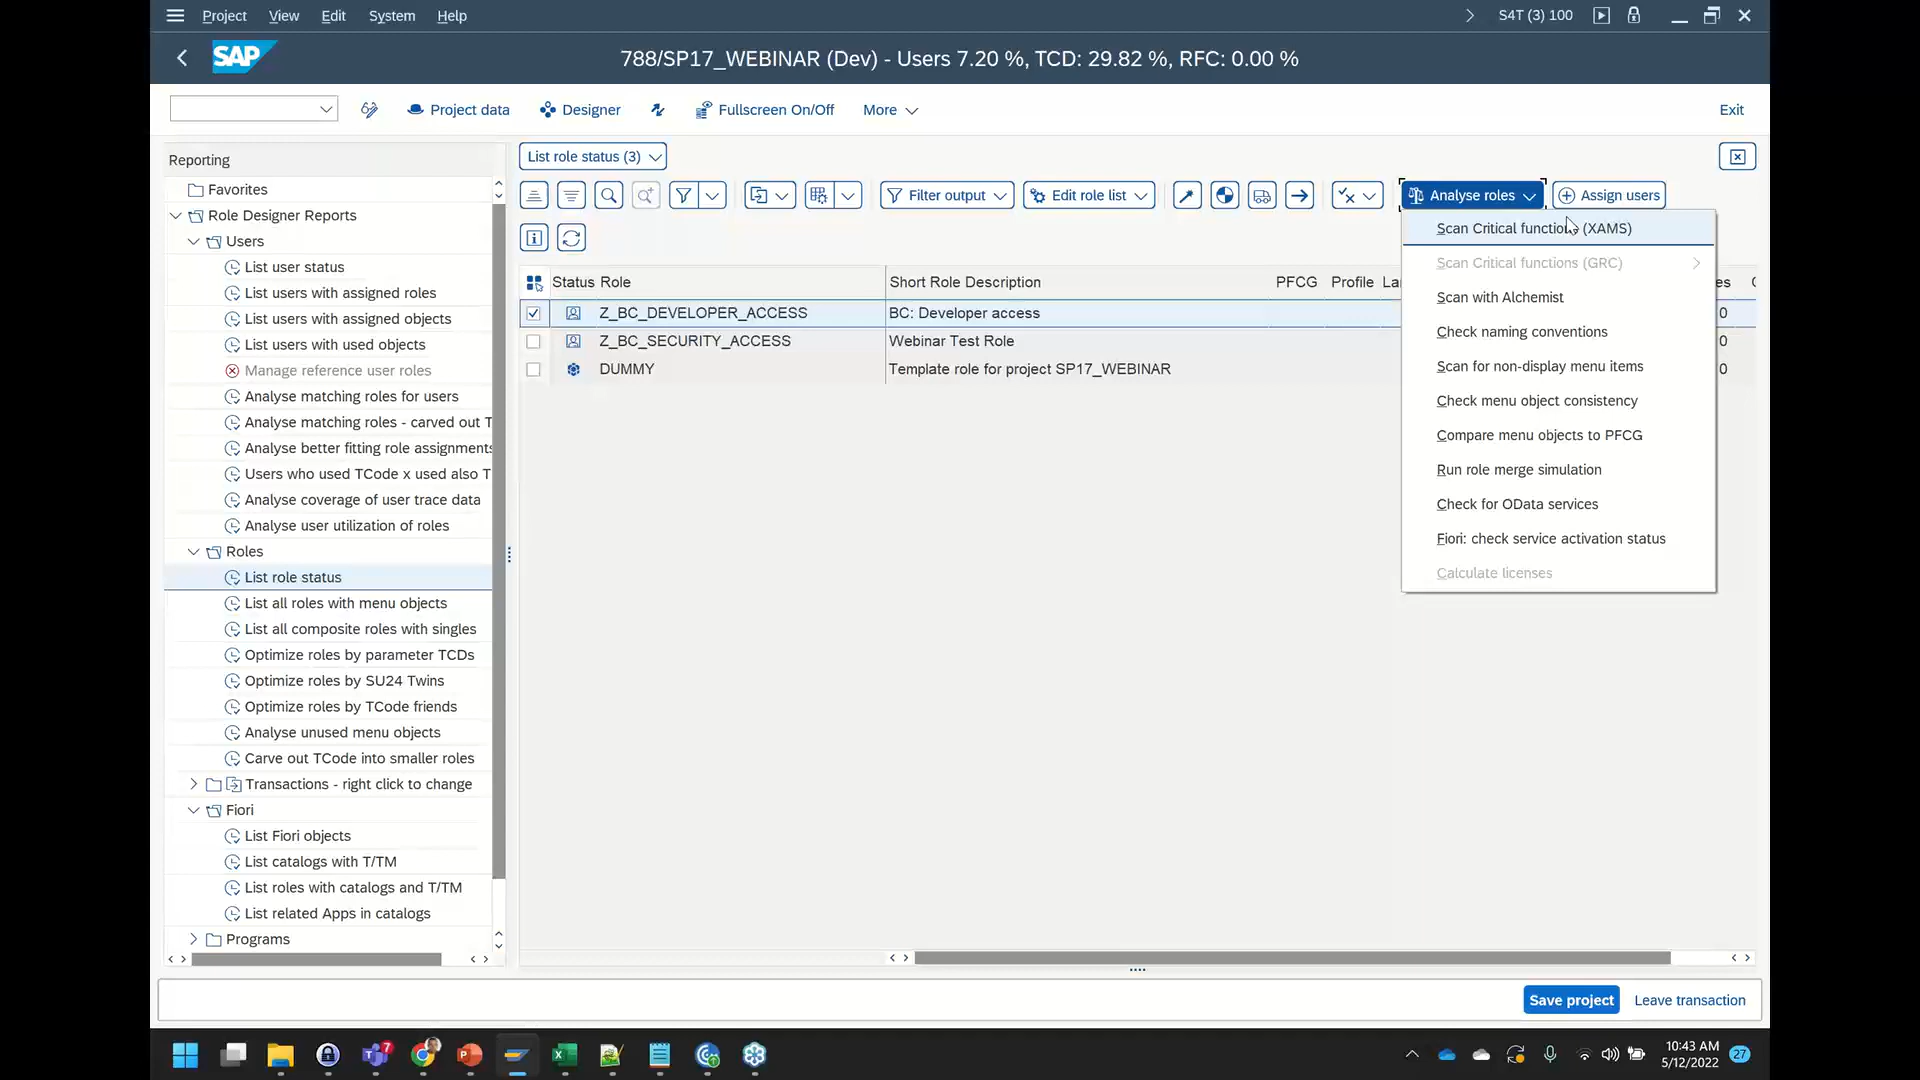 Project View Edit System Help S4T (3) 100
SAP 788/SP17_WEBINAR (Dev) - Users 7.20 %, TCD: 29.82 %, RFC: 0.00 %
Project data Designer Fullscreen On/Off More Exit
Reporting
Favorites
Role Designer Reports
Users
List user status
List users with assigned roles
List users with assigned objects
List users with used objects
Manage reference user roles
Analyse matching roles for users
Analyse matching roles - carved out T
Analyse better fitting role assignments
Users who used TCode x used also T
Analyse coverage of user trace data
Analyse user utilization of roles
Roles
List role status
List all roles with menu objects
List all composite roles with singles
Optimize roles by parameter TCDs
Optimize roles by SU24 Twins
Optimize roles by TCode friends
Analyse unused menu objects
Carve out TCode into smaller roles
Transactions - right click to change
Fiori
List Fiori objects
List catalogs with T/TM
List roles with catalogs and T/TM
List related Apps in catalogs
Programs
List role status (3)
Filter output Edit role list Analyse roles Assign users
Status Role Short Role Description PFCG Profile La es
Z_BC_DEVELOPER_ACCESS BC: Developer access 0
Z_BC_SECURITY_ACCESS Webinar Test Role 0
DUMMY Template role for project SP17_WEBINAR 0
Scan Critical functions (XAMS)
Scan Critical functions (GRC)
Scan with Alchemist
Check naming conventions
Scan for non-display menu items
Check menu object consistency
Compare menu objects to PFCG
Run role merge simulation
Check for OData services
Fiori: check service activation status
Calculate licenses
Save project Leave transaction
7
10:43 AM
5/12/2022
27